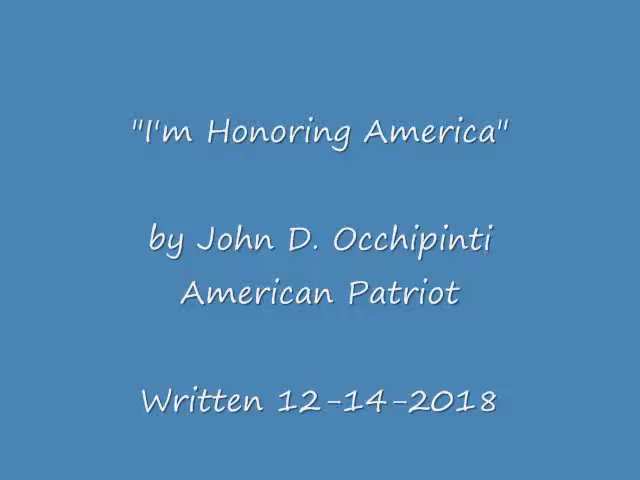 "I'm Honoring America"
by John D. Occhipinti
American Patriot
Written 12-14-2018